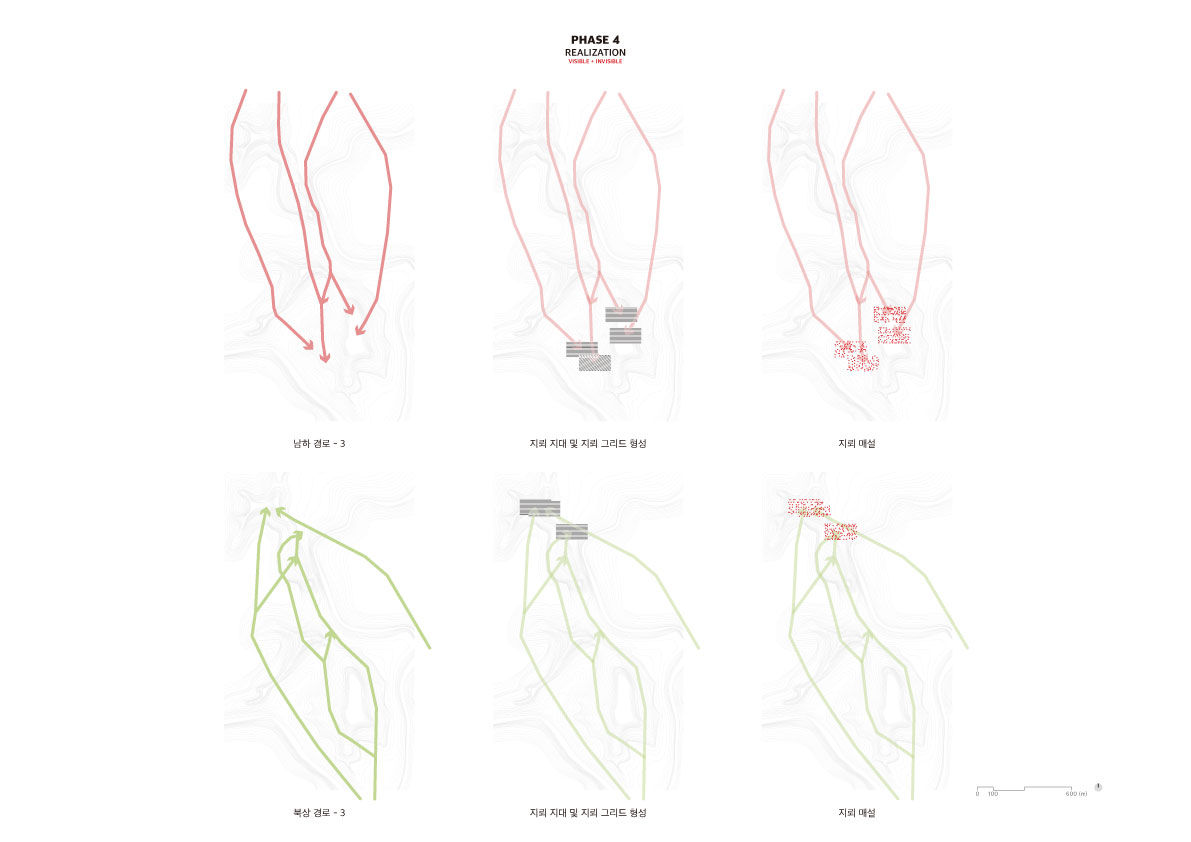 PHASE 4
REALIZATION
VISIBLE + INVISIBLE
남하 경로 - 3
지뢰 지대 및 지뢰 그리드 형성
지뢰 매설
북상 경로 - 3
지뢰 지대 및 지뢰 그리드 형성
지뢰 매설
0 100 600 (m)